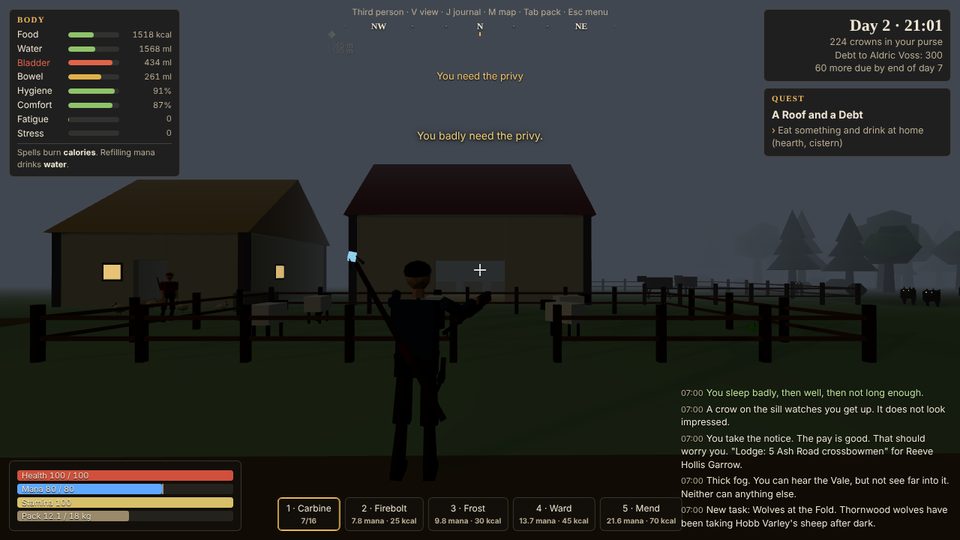 Third person · V view · J journal · M map · Tab pack · Esc menu
NW N NE
BODY
Food 1518 kcal
Water 1568 ml
Bladder 434 ml
Bowel 261 ml
Hygiene 91%
Comfort 87%
Fatigue 0
Stress 0
Spells burn calories. Refilling mana
drinks water.
Day 2 · 21:01
224 crowns in your purse
Debt to Aldric Voss: 300
60 more due by end of day 7
QUEST
A Roof and a Debt
› Eat something and drink at home
(hearth, cistern)
You need the privy
You badly need the privy.
07:00 You sleep badly, then well, then not long enough.
07:00 A crow on the sill watches you get up. It does not look
impressed.
07:00 You take the notice. The pay is good. That should
worry you. "Lodge: 5 Ash Road crossbowmen" for Reeve
Hollis Garrow.
07:00 Thick fog. You can hear the Vale, but not see far into it.
Neither can anything else.
07:00 New task: Wolves at the Fold. Thornwood wolves have
been taking Hobb Varley's sheep after dark.
Health 100 / 100
Mana 80 / 80
Stamina 100
Pack 12.1 / 18 kg
1 · Carbine
7/16
2 · Firebolt
7.8 mana · 25 kcal
3 · Frost
9.8 mana · 30 kcal
4 · Ward
13.7 mana · 45 kcal
5 · Mend
21.6 mana · 70 kcal